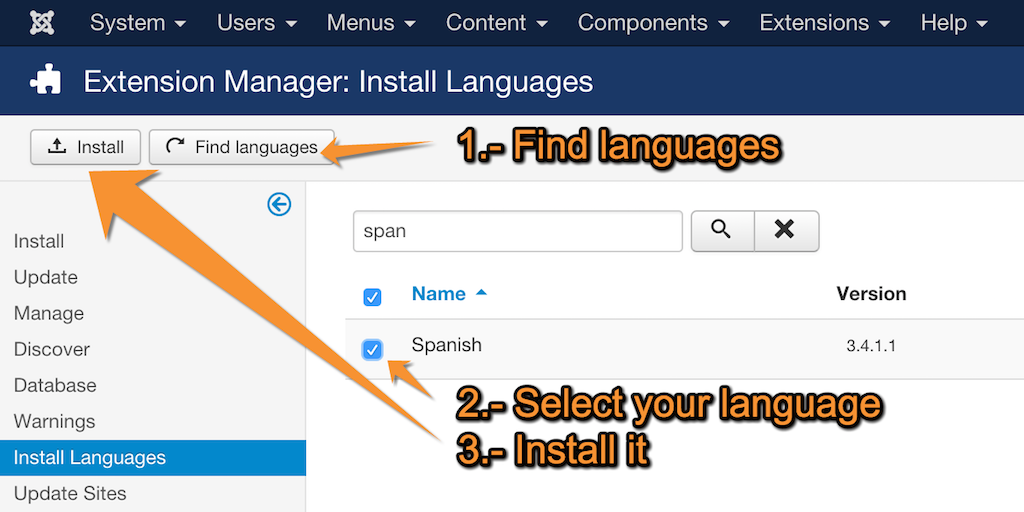 System Users Menus Content Components Extensions Help
Extension Manager: Install Languages
Install Find languages
1.- Find languages
span
Install
Update
Manage
Discover
Database
Warnings
Install Languages
Update Sites
Name Version
Spanish 3.4.1.1
2.- Select your language
3.- Install it